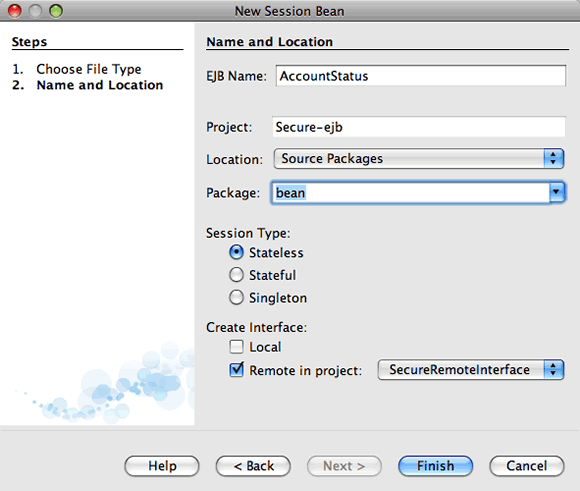 New Session Bean
Steps
1. Choose File Type
2. Name and Location
Name and Location
EJB Name: AccountStatus
Project: Secure-ejb
Location: Source Packages
Package: bean
Session Type:
Stateless
Stateful
Singleton
Create Interface:
Local
Remote in project: SecureRemoteInterface
Help < Back Next > Finish Cancel